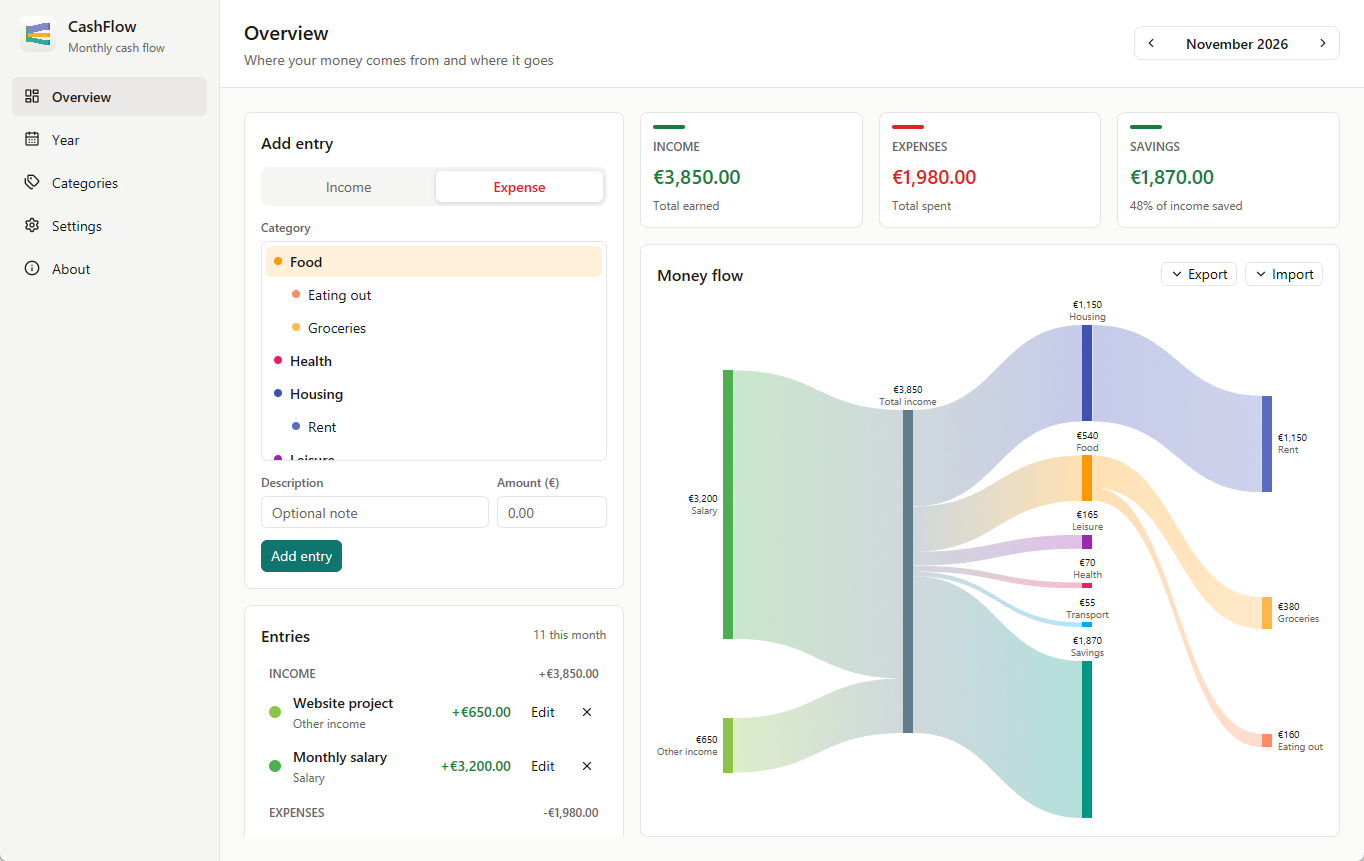 CashFlow
Monthly cash flow
Overview
Year
Categories
Settings
About
Overview
Where your money comes from and where it goes
November 2026
Add entry
Income
Expense
Category
Food
Eating out
Groceries
Health
Housing
Rent
Leisure
Description
Amount (€)
Optional note
0.00
Add entry
Entries
11 this month
INCOME
+€3,850.00
Website project
Other income
+€650.00
Edit
Monthly salary
Salary
+€3,200.00
Edit
EXPENSES
-€1,980.00
INCOME
€3,850.00
Total earned
EXPENSES
€1,980.00
Total spent
SAVINGS
€1,870.00
48% of income saved
Money flow
Export
Import
€3,200
Salary
€650
Other income
€3,850
Total income
€1,150
Housing
€540
Food
€165
Leisure
€70
Health
€55
Transport
€1,870
Savings
€1,150
Rent
€380
Groceries
€160
Eating out